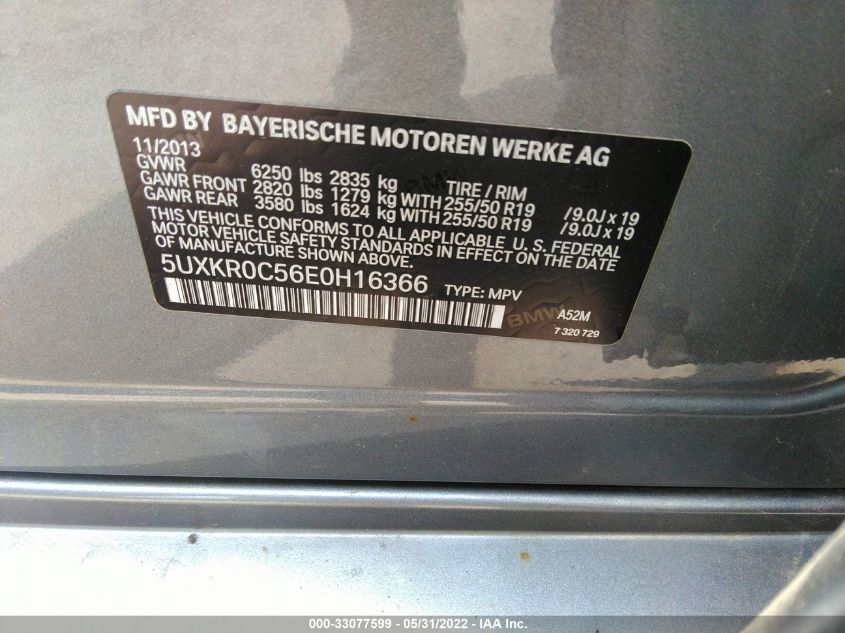 MFD BY BAYERISCHE MOTOREN WERKE AG
11/2013
GVWR 6250 lbs 2835 kg TIRE / RIM
GAWR FRONT 2820 lbs 1279 kg WITH 255/50 R19 /9.0J x 19
GAWR REAR 3580 lbs 1624 kg WITH 255/50 R19 /9.0J x 19
THIS VEHICLE CONFORMS TO ALL APPLICABLE U.S. FEDERAL
MOTOR VEHICLE SAFETY STANDARDS IN EFFECT ON THE DATE
OF MANUFACTURE SHOWN ABOVE.
5UXKR0C56E0H16366 TYPE: MPV
BMW A52M
7 320 729
000-33077599 - 05/31/2022 - IAA Inc.